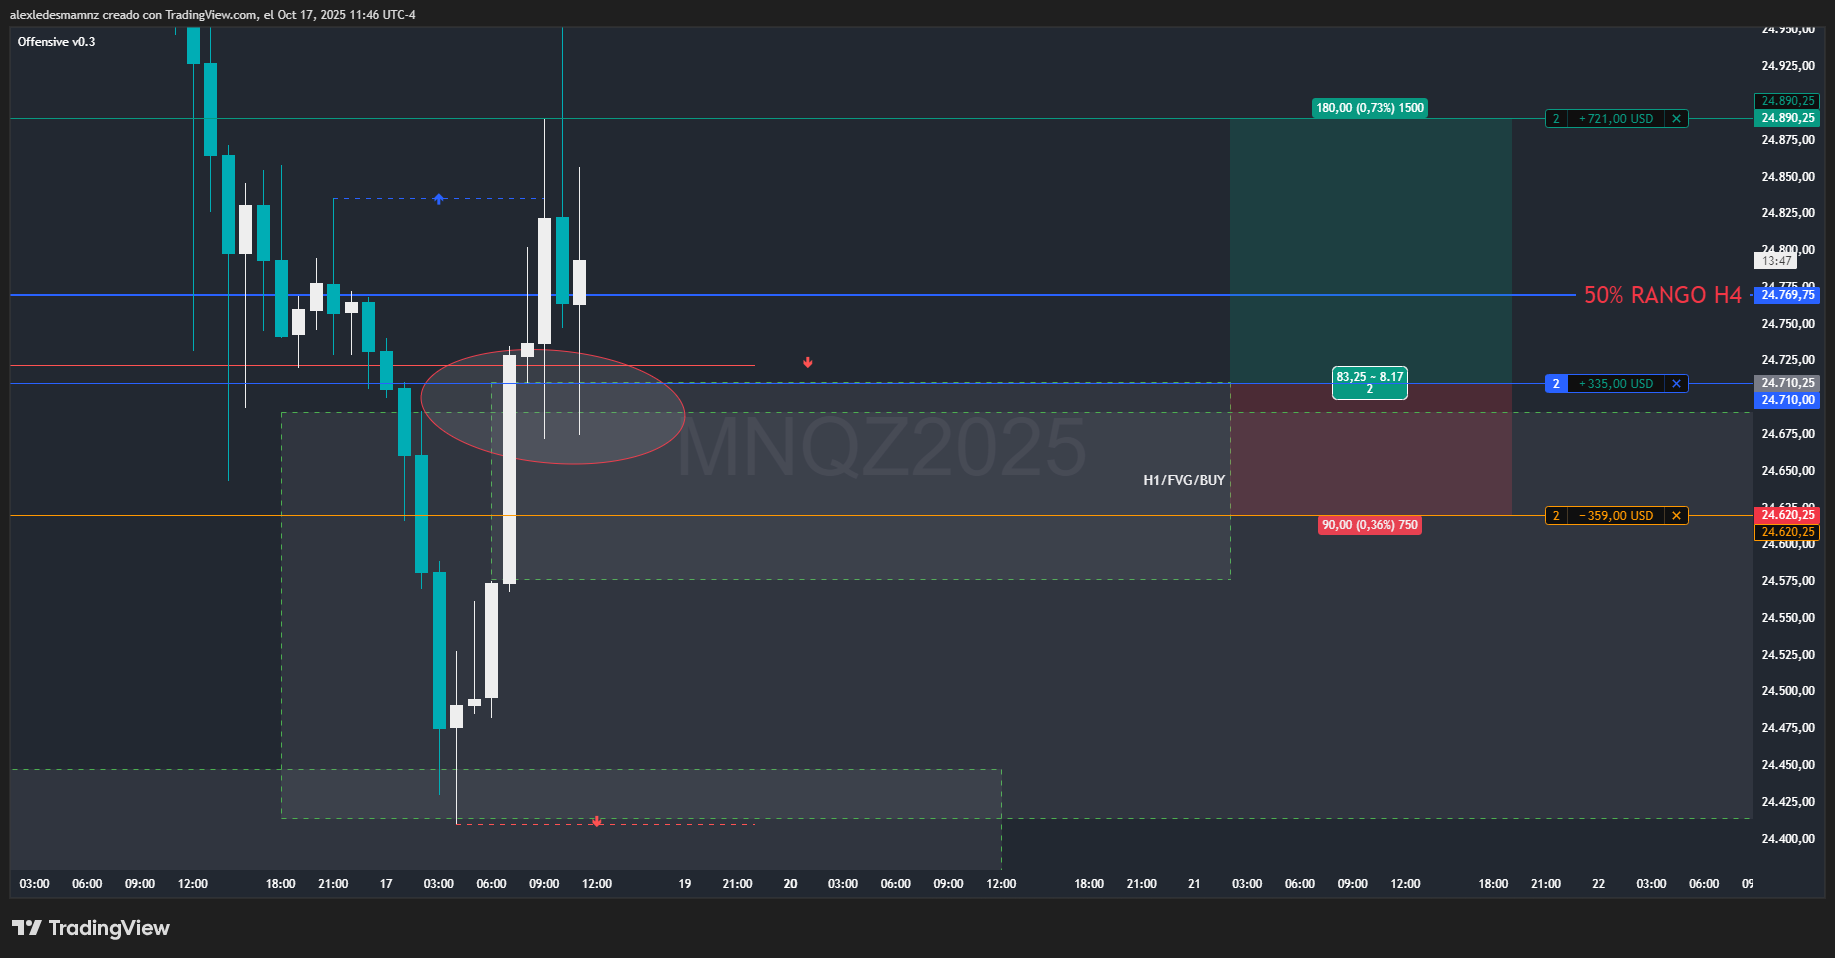 alexledesmamnz creado con TradingView.com, el Oct 17, 2025 11:46 UTC-4
Offensive v0.3
24.950,00
24.925,00
24.890,25
180,00 (0,73%) 1500
2 +721,00 USD ✕
24.890,25
24.875,00
24.850,00
24.825,00
24.800,00
13:47
50% RANGO H4
24.769,75
24.750,00
24.725,00
83,25 ~ 8.17
2
2 +335,00 USD ✕
24.710,25
24.710,00
MNQZ2025
24.675,00
24.650,00
H1/FVG/BUY
90,00 (0,36%) 750
2 −359,00 USD ✕
24.620,25
24.620,25
24.600,00
24.575,00
24.550,00
24.525,00
24.500,00
24.475,00
24.450,00
24.425,00
24.400,00
03:00 06:00 09:00 12:00 18:00 21:00 17 03:00 06:00 09:00 12:00 19 21:00 20 03:00 06:00 09:00 12:00 18:00 21:00 21 03:00 06:00 09:00 12:00 18:00 21:00 22 03:00 06:00
TradingView